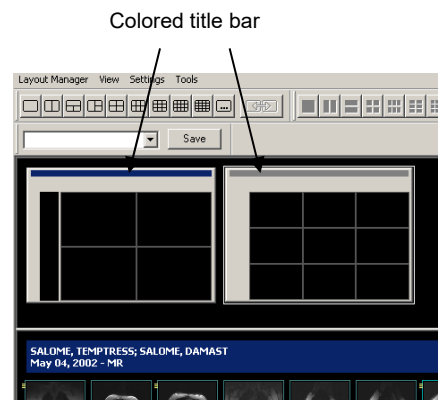 Colored title bar
Layout Manager View Settings Tools
...
Save
SALOME, TEMPTRESS; SALOME, DAMAST
May 04, 2002 - MR